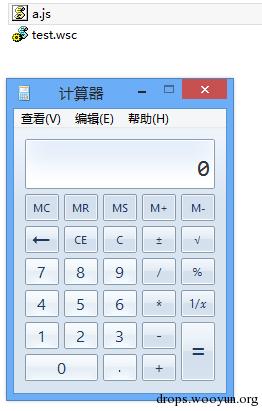 a.js
test.wsc
计算器
查看(V) 编辑(E) 帮助(H)
0
MC MR MS M+ M-
← CE C ± √
7 8 9 / %
4 5 6 * 1/x
1 2 3 - =
0 . +
drops.wooyun.org